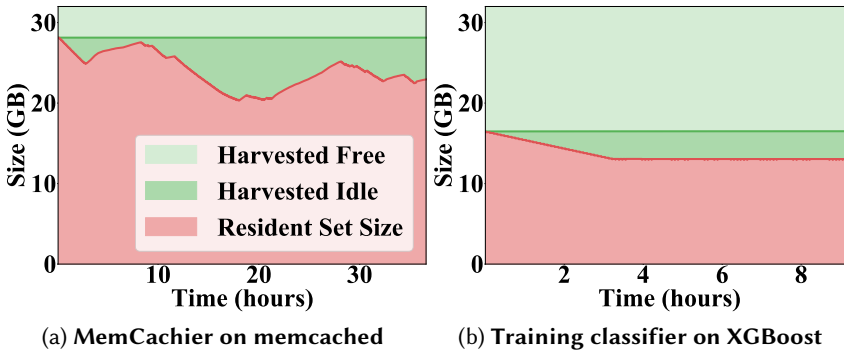 30
20
10
0
Size (GB)
Harvested Free
Harvested Idle
Resident Set Size
10 20 30
Time (hours)
(a) MemCachier on memcached
30
20
10
0
Size (GB)
2 4 6 8
Time (hours)
(b) Training classifier on XGBoost